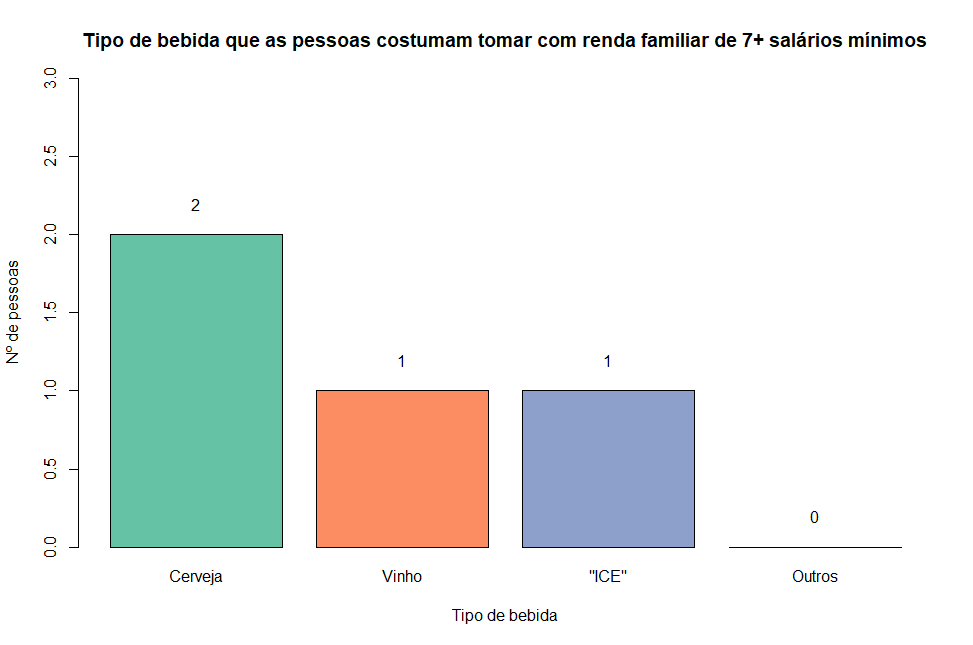 Tipo de bebida que as pessoas costumam tomar com renda familiar de 7+ salários mínimos
3.0
2.5
2.0
1.5
1.0
0.5
0.0
Nº de pessoas
2
1
1
0
Cerveja
Vinho
"ICE"
Outros
Tipo de bebida